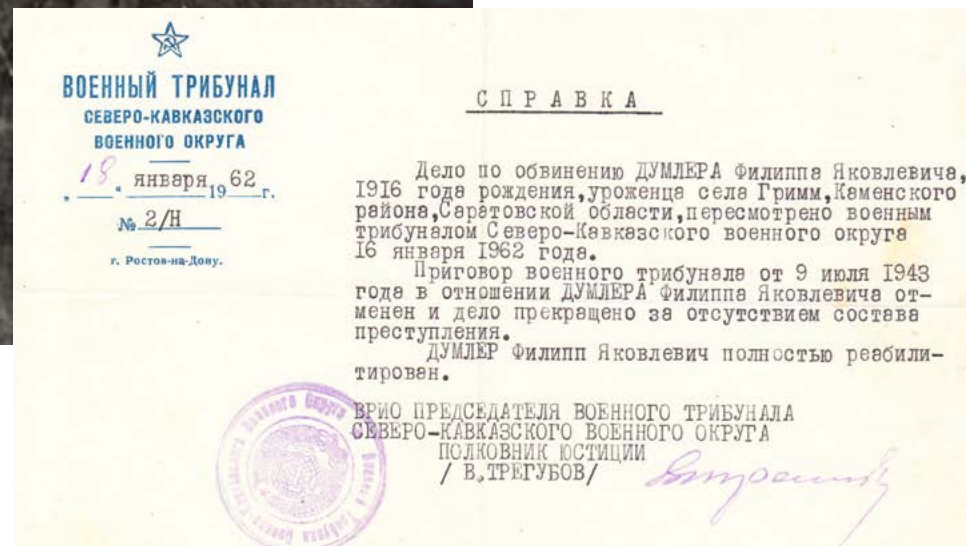 ВОЕННЫЙ ТРИБУНАЛ
СЕВЕРО-КАВКАЗСКОГО
ВОЕННОГО ОКРУГА
„ 18 “ января 19 62 г.
№ 2/Н
г. Ростов-на-Дону.
СПРАВКА
Дело по обвинению ДУМЛЕРА Филиппа Яковлевича,
1916 года рождения,уроженца села Гримм,Каменского
района,Саратовской области,пересмотрено военным
трибуналом Северо-Кавказского военного округа
16 января 1962 года.
Приговор военного трибунала от 9 июля 1943
года в отношении ДУМЛЕРА Филиппа Яковлевича от-
менен и дело прекращено за отсутствием состава
преступления.
ДУМЛЕР Филипп Яковлевич полностью реабили-
тирован.
ВРИО ПРЕДСЕДАТЕЛЯ ВОЕННОГО ТРИБУНАЛА
СЕВЕРО-КАВКАЗСКОГО ВОЕННОГО ОКРУГА
ПОЛКОВНИК ЮСТИЦИИ
/ В.ТРЕГУБОВ/